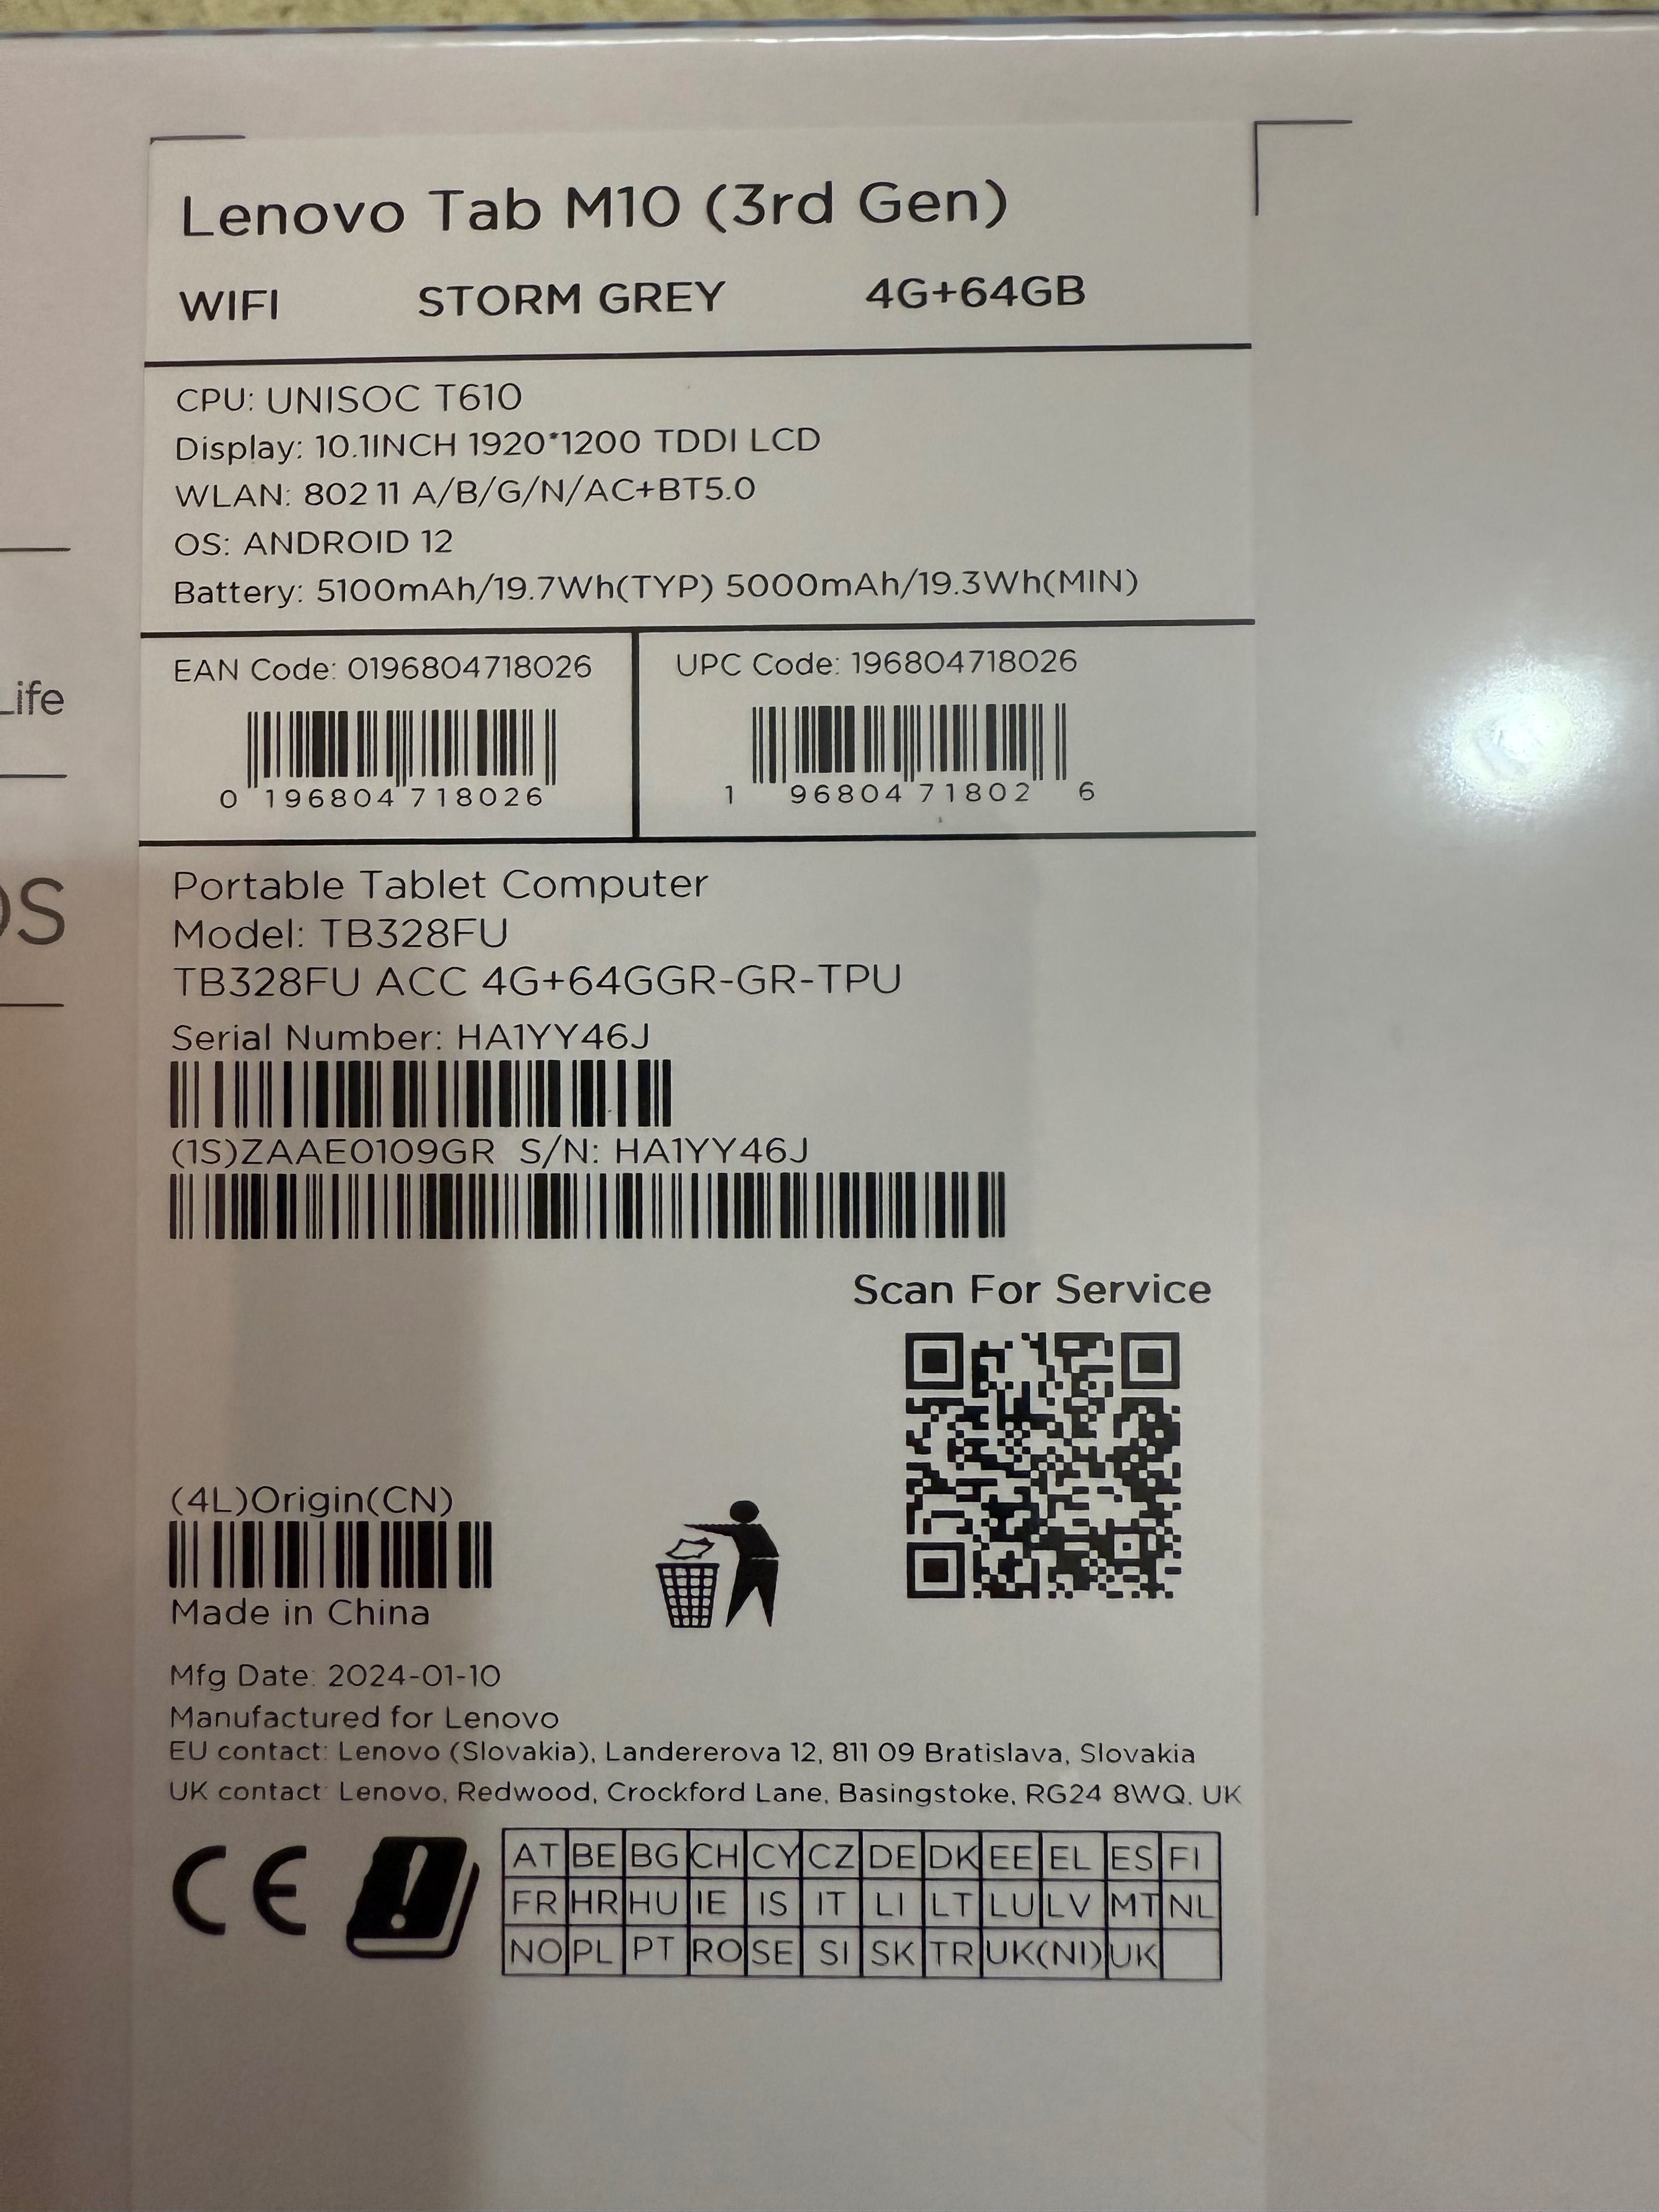 Lenovo Tab M10 (3rd Gen)
WIFI STORM GREY 4G+64GB
CPU: UNISOC T610
Display: 10.1INCH 1920*1200 TDDI LCD
WLAN: 802 11 A/B/G/N/AC+BT5.0
OS: ANDROID 12
Battery: 5100mAh/19.7Wh(TYP) 5000mAh/19.3Wh(MIN)
Life
EAN Code: 0196804718026 UPC Code: 196804718026
0 196804 718026 1 96804 71802 6
OS
Portable Tablet Computer
Model: TB328FU
TB328FU ACC 4G+64GGR-GR-TPU
Serial Number: HA1YY46J
(1S)ZAAE0109GR S/N: HA1YY46J
Scan For Service
(4L)Origin(CN)
Made in China
Mfg Date: 2024-01-10
Manufactured for Lenovo
EU contact: Lenovo (Slovakia), Landererova 12, 811 09 Bratislava, Slovakia
UK contact: Lenovo, Redwood, Crockford Lane, Basingstoke, RG24 8WQ, UK
CE
AT BE BG CH CY CZ DE DK EE EL ES FI
FR HR HU IE IS IT LI LT LU LV MT NL
NO PL PT RO SE SI SK TR UK(NI) UK